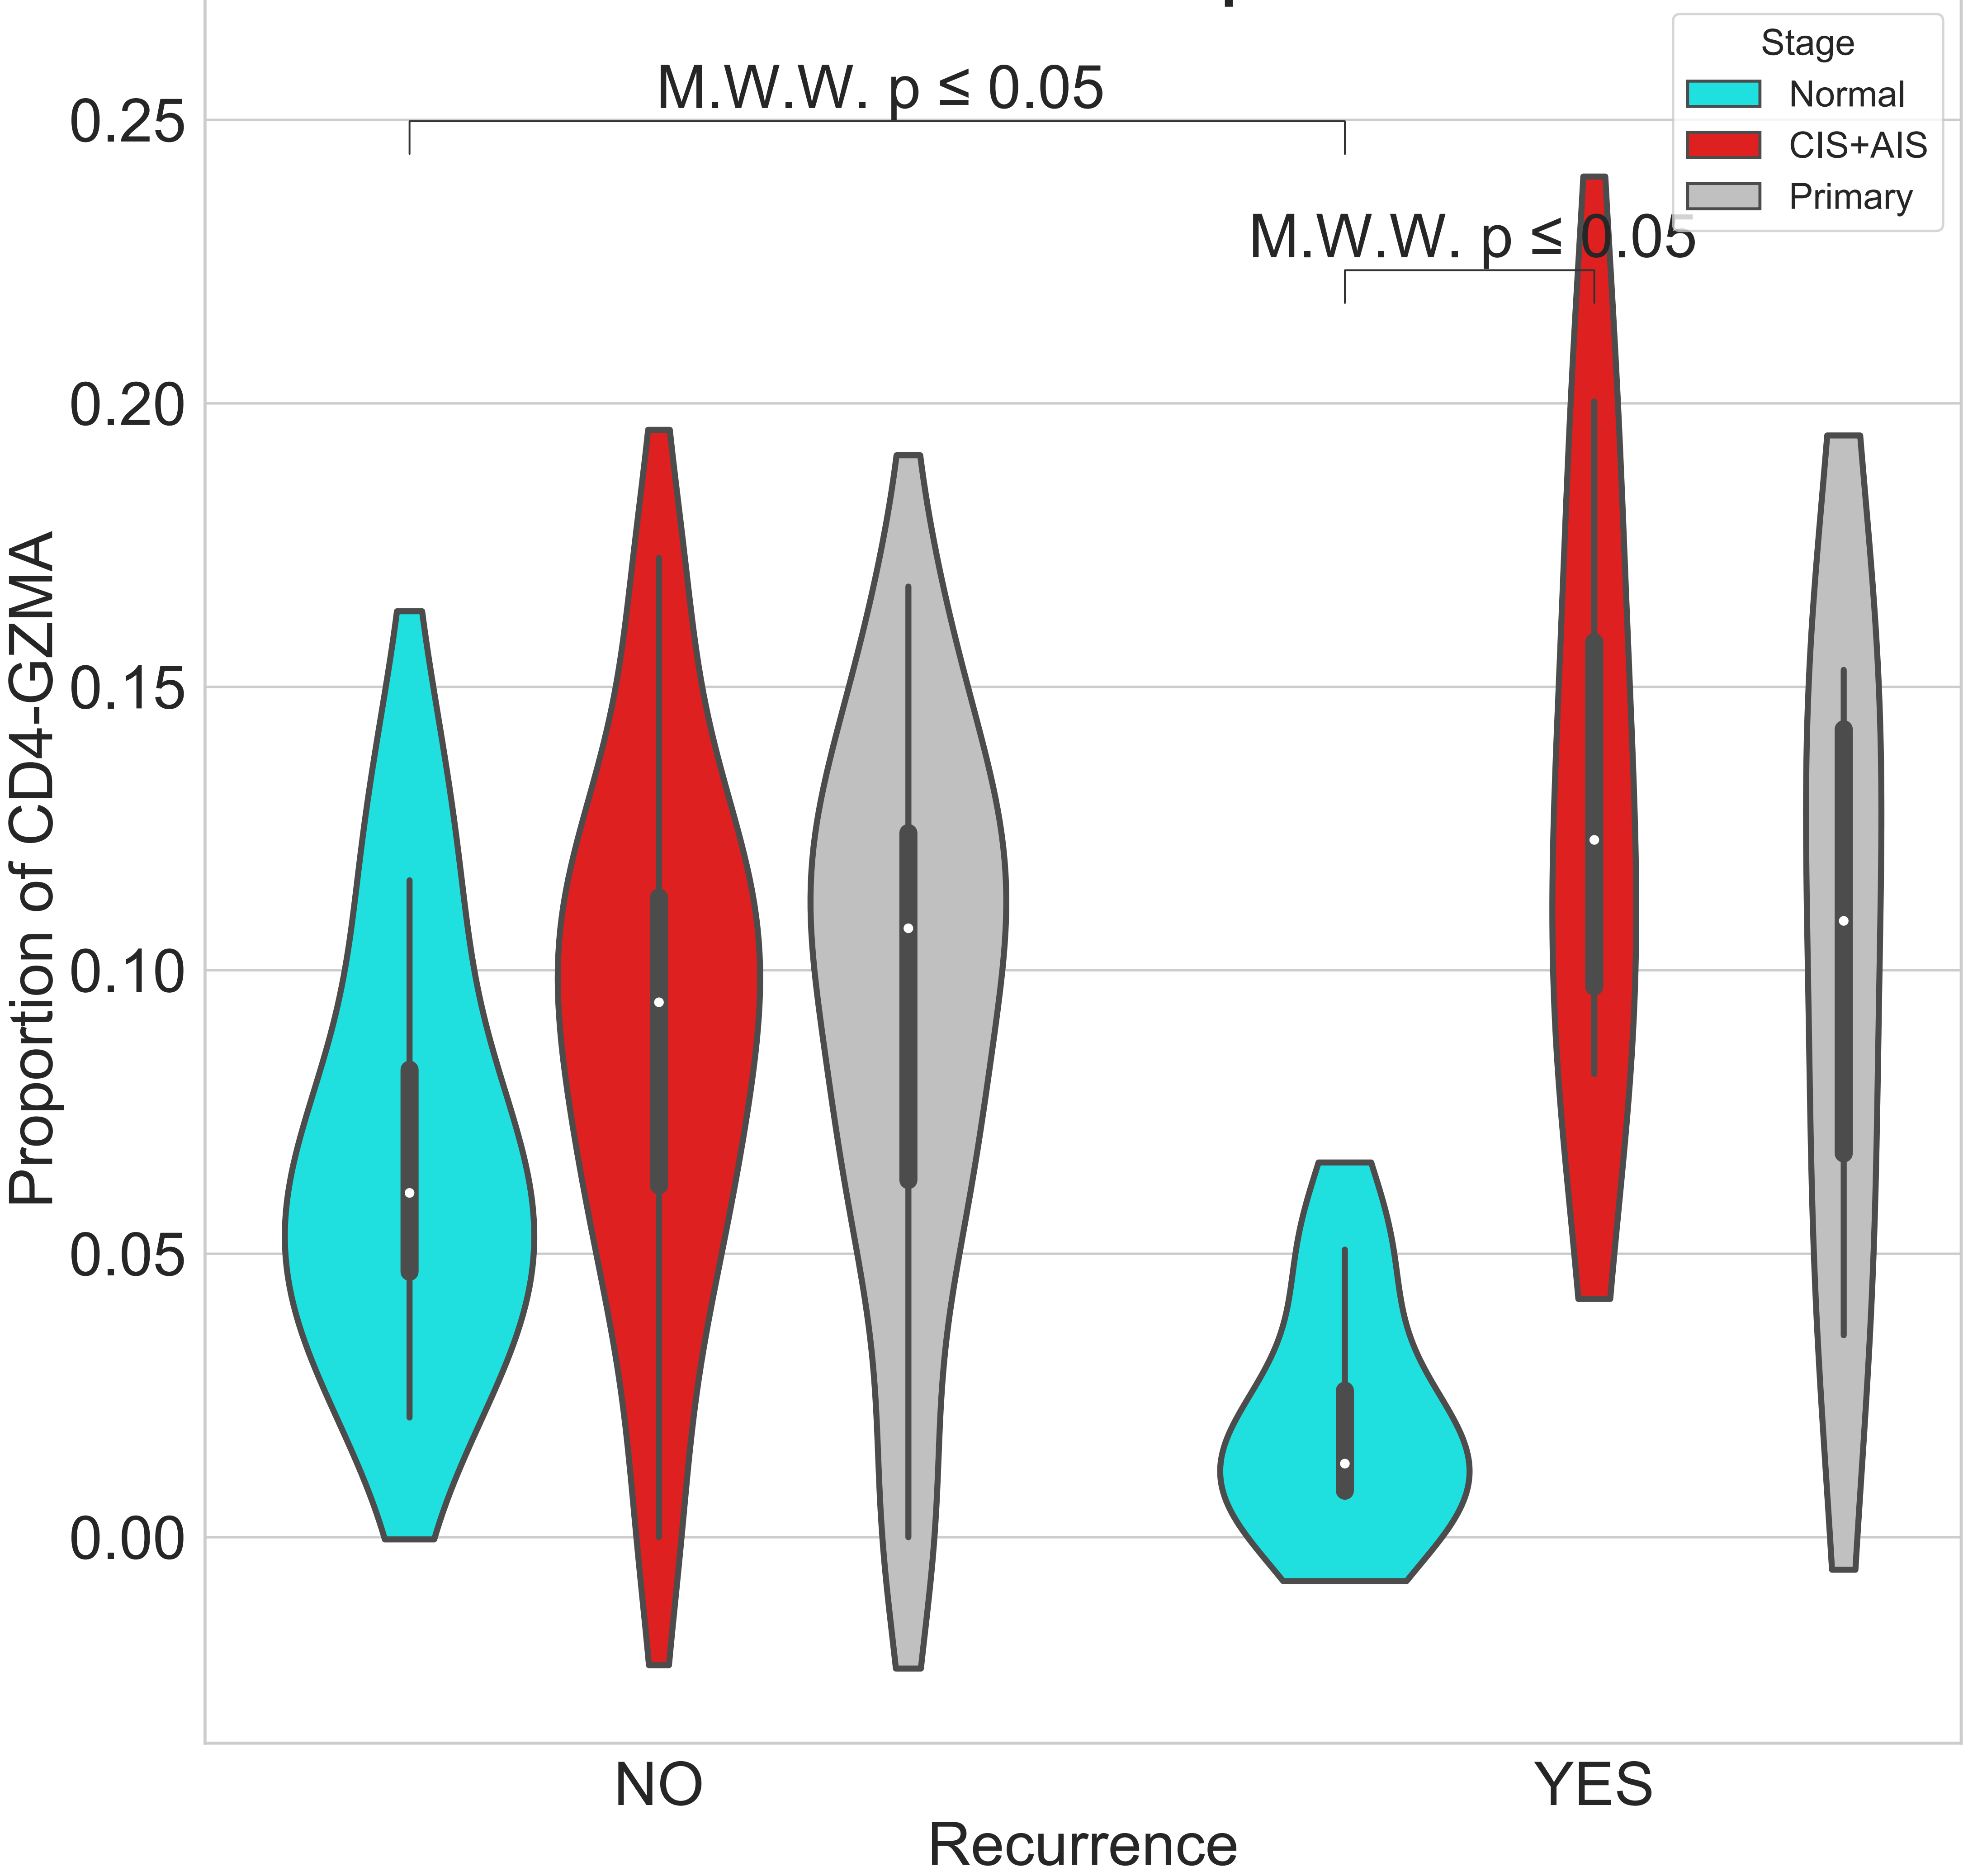 M.W.W. p ≤ 0.05
M.W.W. p ≤ 0.05
Stage
Normal
CIS+AIS
Primary
0.25
0.20
0.15
0.10
0.05
0.00
Proportion of CD4-GZMA
NO
YES
Recurrence